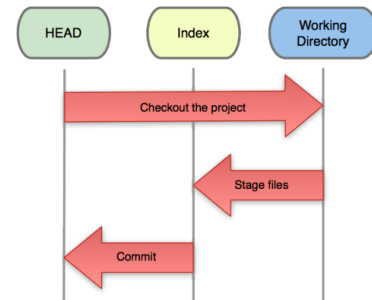 HEAD
Index
Working
Directory
Checkout the project
Stage files
Commit